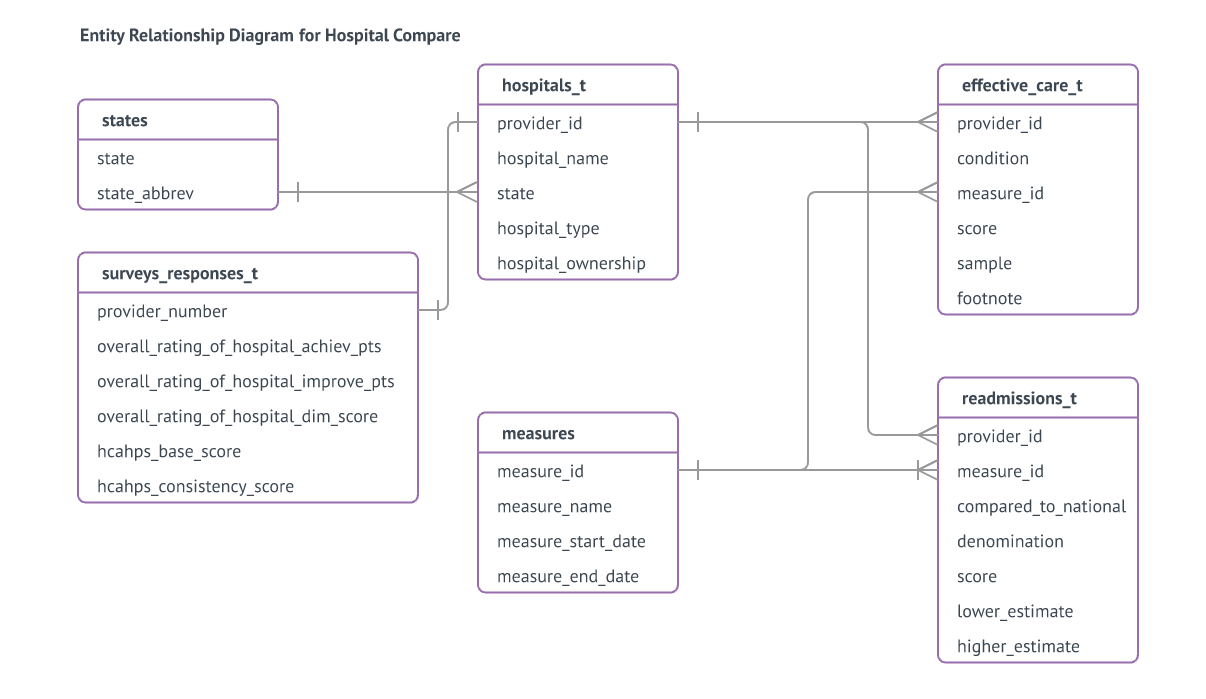 Entity Relationship Diagram for Hospital Compare
states
state
state_abbrev
surveys_responses_t
provider_number
overall_rating_of_hospital_achiev_pts
overall_rating_of_hospital_improve_pts
overall_rating_of_hospital_dim_score
hcahps_base_score
hcahps_consistency_score
hospitals_t
provider_id
hospital_name
state
hospital_type
hospital_ownership
measures
measure_id
measure_name
measure_start_date
measure_end_date
effective_care_t
provider_id
condition
measure_id
score
sample
footnote
readmissions_t
provider_id
measure_id
compared_to_national
denomination
score
lower_estimate
higher_estimate